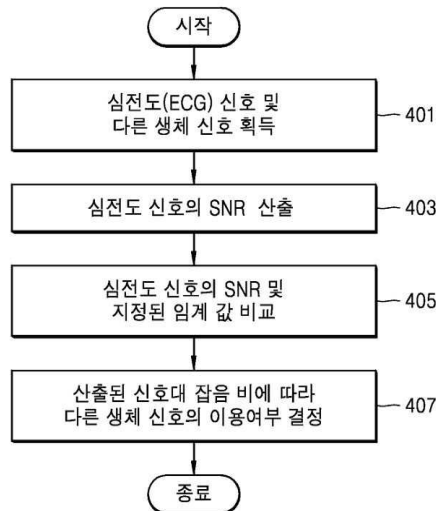 시작
심전도(ECG) 신호 및
다른 생체 신호 획득
401
심전도 신호의 SNR 산출
403
심전도 신호의 SNR 및
지정된 임계 값 비교
405
산출된 신호대 잡음 비에 따라
다른 생체 신호의 이용여부 결정
407
종료